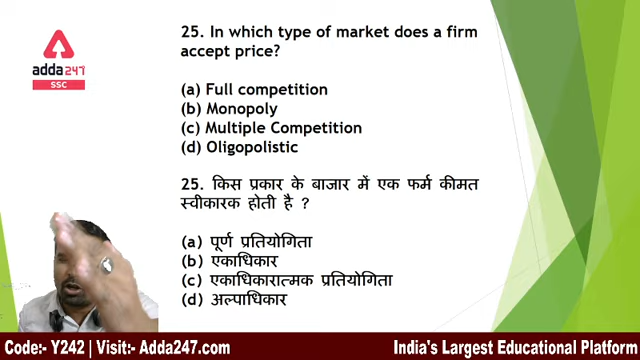 25. In which type of market does a firm
accept price?
adda247
SSC
(a) Full competition
(b) Monopoly
(c) Multiple Competition
(d) Oligopolistic
25. किस प्रकार के बाजार में एक फर्म कीमत
स्वीकारक होती है ?
(a) पूर्ण प्रतियोगिता
(b) एकाधिकार
(c) एकाधिकारात्मक प्रतियोगिता
(d) अल्पाधिकार
Code:- Y242 | Visit:- Adda247.com
India's Largest Educational Platform